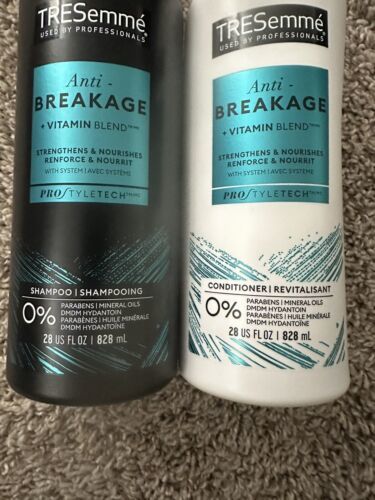 TRESemmé
USED BY PROFESSIONALS
Anti -
BREAKAGE
+ VITAMIN BLEND
STRENGTHENS & NOURISHES
RENFORCE & NOURRIT
WITH SYSTEM | AVEC SYSTÈME
PRO STYLETECH
SHAMPOO | SHAMPOOING
0%
PARABENS | MINERAL OILS
DMDM HYDANTOIN
PARABÈNES | HUILE MINÉRALE
DMDM HYDANTOÏNE
28 US FL OZ | 828 mL
TRESemmé
USED BY PROFESSIONALS
Anti -
BREAKAGE
+ VITAMIN BLEND
STRENGTHENS & NOURISHES
RENFORCE & NOURRIT
WITH SYSTEM | AVEC SYSTÈME
PRO STYLETECH
CONDITIONER | REVITALISANT
0%
PARABENS | MINERAL OILS
DMDM HYDANTOIN
PARABÈNES | HUILE MINÉRALE
DMDM HYDANTOÏNE
28 US FL OZ | 828 mL